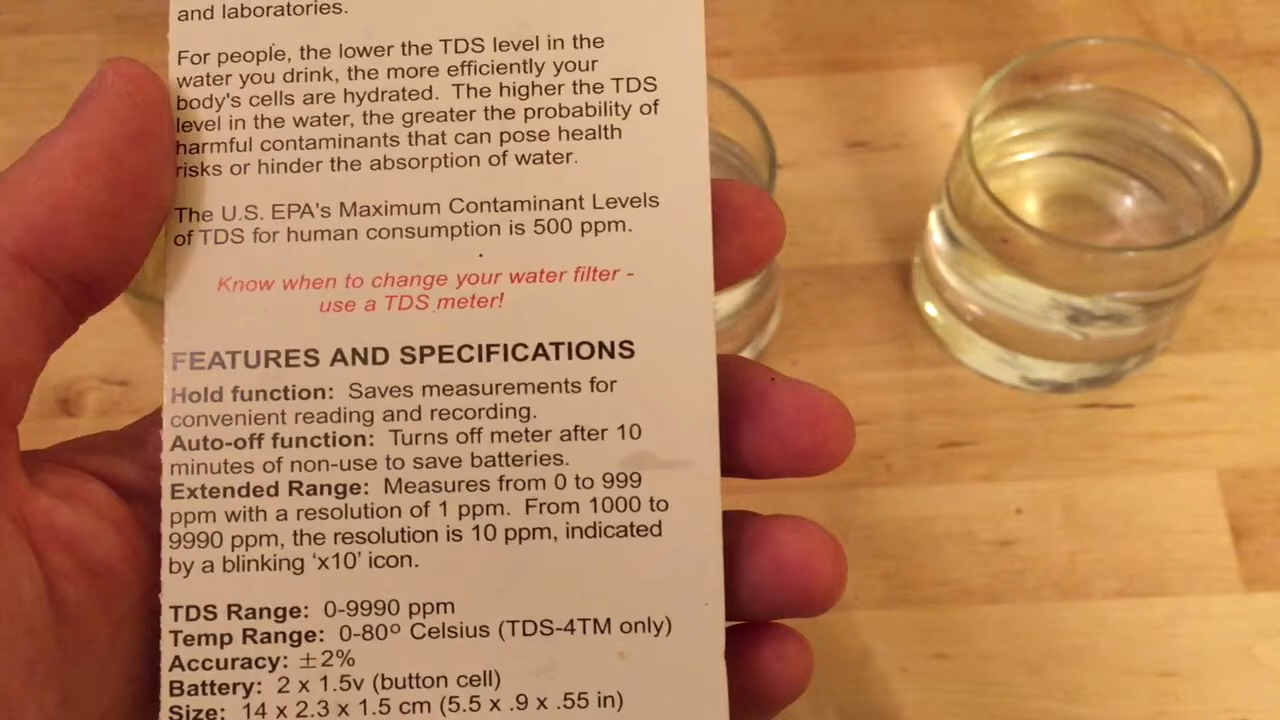 and laboratories.
For people, the lower the TDS level in the
water you drink, the more efficiently your
body's cells are hydrated. The higher the TDS
level in the water, the greater the probability of
harmful contaminants that can pose health
risks or hinder the absorption of water.
The U.S. EPA's Maximum Contaminant Levels
of TDS for human consumption is 500 ppm.
Know when to change your water filter -
use a TDS meter!
FEATURES AND SPECIFICATIONS
Hold function: Saves measurements for
convenient reading and recording.
Auto-off function: Turns off meter after 10
minutes of non-use to save batteries.
Extended Range: Measures from 0 to 999
ppm with a resolution of 1 ppm. From 1000 to
9990 ppm, the resolution is 10 ppm, indicated
by a blinking ‘x10’ icon.
TDS Range: 0-9990 ppm
Temp Range: 0-80º Celsius (TDS-4TM only)
Accuracy: ±2%
Battery: 2 x 1.5v (button cell)
Size: 14 x 2.3 x 1.5 cm (5.5 x .9 x .55 in)